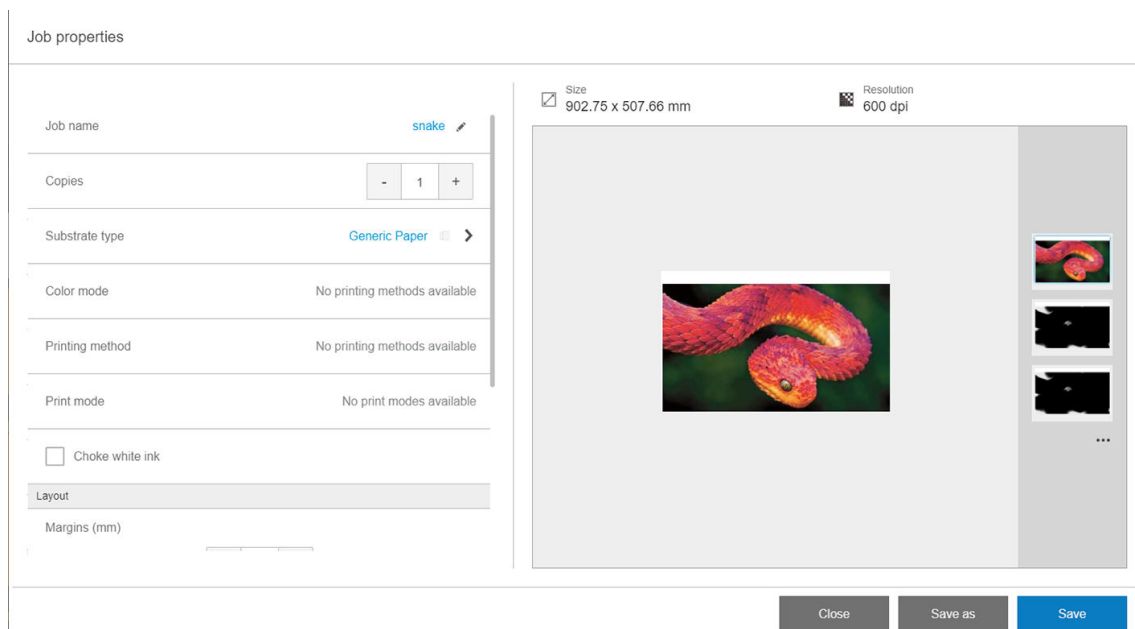 Job properties
Job name
snake
Copies
- 1 +
Substrate type
Generic Paper
Color mode
No printing methods available
Printing method
No printing methods available
Print mode
No print modes available
Choke white ink
Layout
Margins (mm)
Size
902.75 x 507.66 mm
Resolution
600 dpi
...
Close
Save as
Save